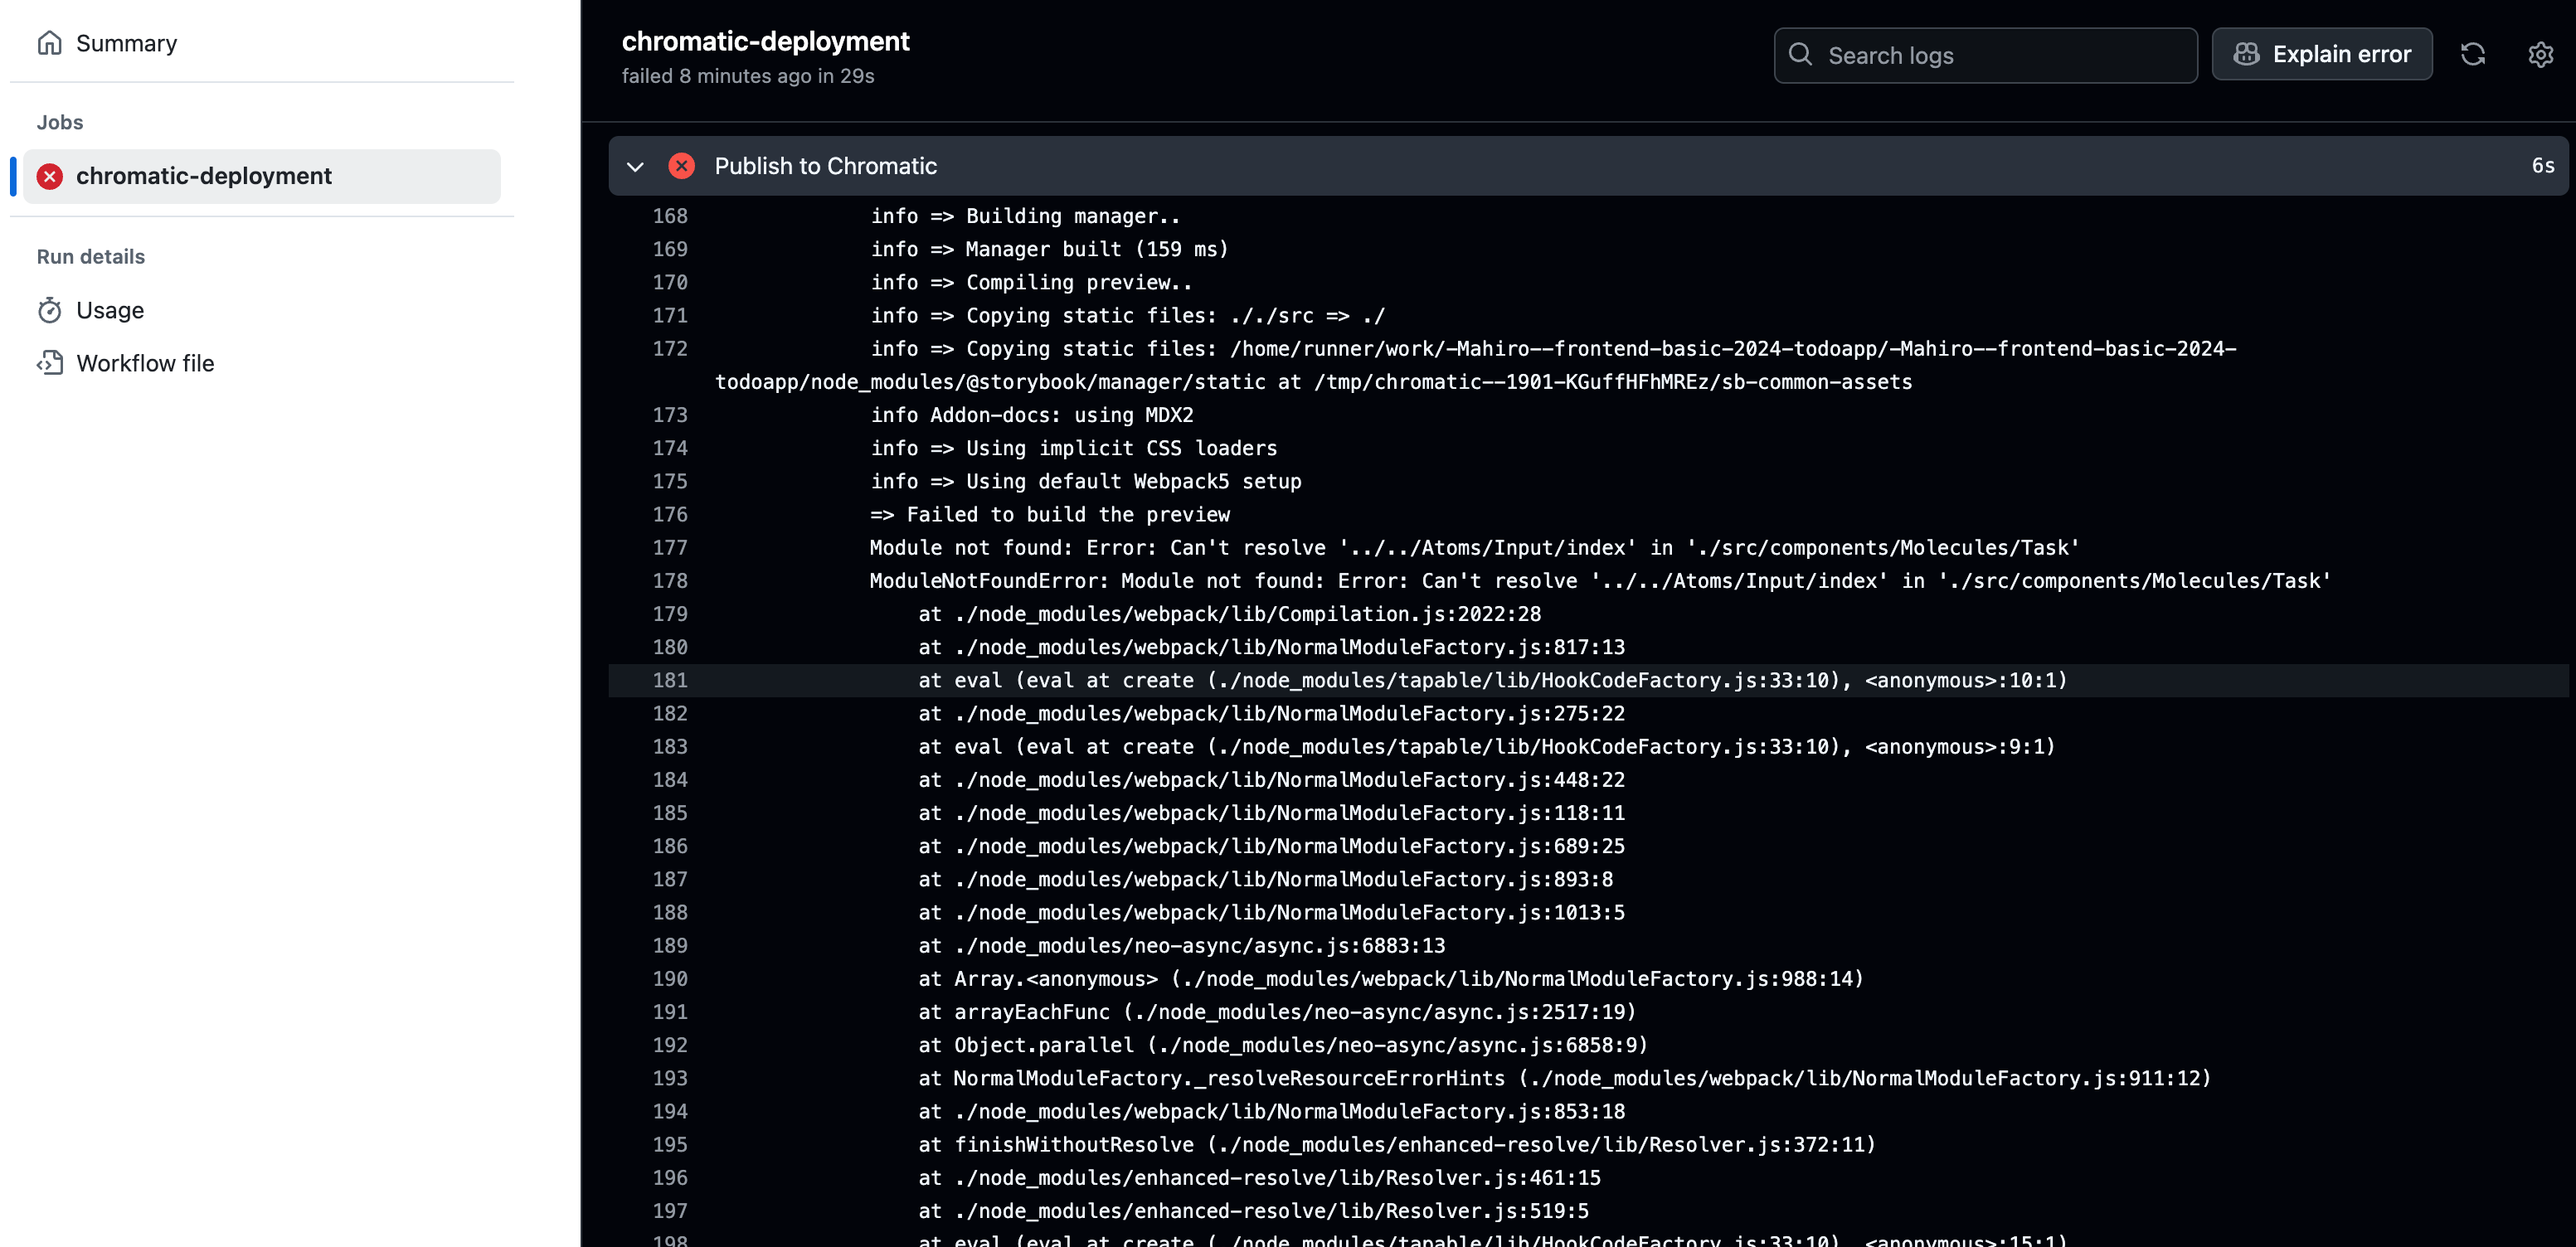 Summary
Jobs
chromatic-deployment
Run details
Usage
Workflow file
chromatic-deployment
failed 8 minutes ago in 29s
Search logs
Explain error
Publish to Chromatic
6s
168 info => Building manager..
169 info => Manager built (159 ms)
170 info => Compiling preview..
171 info => Copying static files: ././src => ./
172 info => Copying static files: /home/runner/work/-Mahiro--frontend-basic-2024-todoapp/-Mahiro--frontend-basic-2024-
todoapp/node_modules/@storybook/manager/static at /tmp/chromatic--1901-KGuffHFhMREz/sb-common-assets
173 info Addon-docs: using MDX2
174 info => Using implicit CSS loaders
175 info => Using default Webpack5 setup
176 => Failed to build the preview
177 Module not found: Error: Can't resolve '../../Atoms/Input/index' in './src/components/Molecules/Task'
178 ModuleNotFoundError: Module not found: Error: Can't resolve '../../Atoms/Input/index' in './src/components/Molecules/Task'
179 at ./node_modules/webpack/lib/Compilation.js:2022:28
180 at ./node_modules/webpack/lib/NormalModuleFactory.js:817:13
181 at eval (eval at create (./node_modules/tapable/lib/HookCodeFactory.js:33:10), <anonymous>:10:1)
182 at ./node_modules/webpack/lib/NormalModuleFactory.js:275:22
183 at eval (eval at create (./node_modules/tapable/lib/HookCodeFactory.js:33:10), <anonymous>:9:1)
184 at ./node_modules/webpack/lib/NormalModuleFactory.js:448:22
185 at ./node_modules/webpack/lib/NormalModuleFactory.js:118:11
186 at ./node_modules/webpack/lib/NormalModuleFactory.js:689:25
187 at ./node_modules/webpack/lib/NormalModuleFactory.js:893:8
188 at ./node_modules/webpack/lib/NormalModuleFactory.js:1013:5
189 at ./node_modules/neo-async/async.js:6883:13
190 at Array.<anonymous> (./node_modules/webpack/lib/NormalModuleFactory.js:988:14)
191 at arrayEachFunc (./node_modules/neo-async/async.js:2517:19)
192 at Object.parallel (./node_modules/neo-async/async.js:6858:9)
193 at NormalModuleFactory._resolveResourceErrorHints (./node_modules/webpack/lib/NormalModuleFactory.js:911:12)
194 at ./node_modules/webpack/lib/NormalModuleFactory.js:853:18
195 at finishWithoutResolve (./node_modules/enhanced-resolve/lib/Resolver.js:372:11)
196 at ./node_modules/enhanced-resolve/lib/Resolver.js:461:15
197 at ./node_modules/enhanced-resolve/lib/Resolver.js:519:5
198 at eval (eval at create (./node_modules/tapable/lib/HookCodeFactory.js:33:10), <anonymous>:15:1)